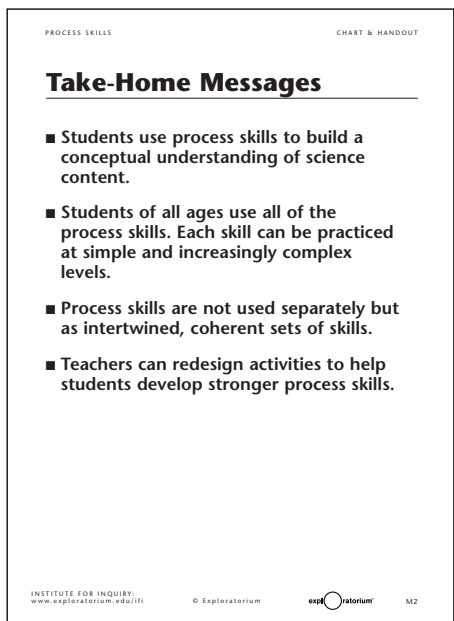 PROCESS SKILLS
CHART & HANDOUT
Take-Home Messages
■ Students use process skills to build a
conceptual understanding of science
content.
■ Students of all ages use all of the
process skills. Each skill can be practiced
at simple and increasingly complex
levels.
■ Process skills are not used separately but
as intertwined, coherent sets of skills.
■ Teachers can redesign activities to help
students develop stronger process skills.
INSTITUTE FOR INQUIRY:
www.exploratorium.edu/ifi
© Exploratorium
exploratorium
M2